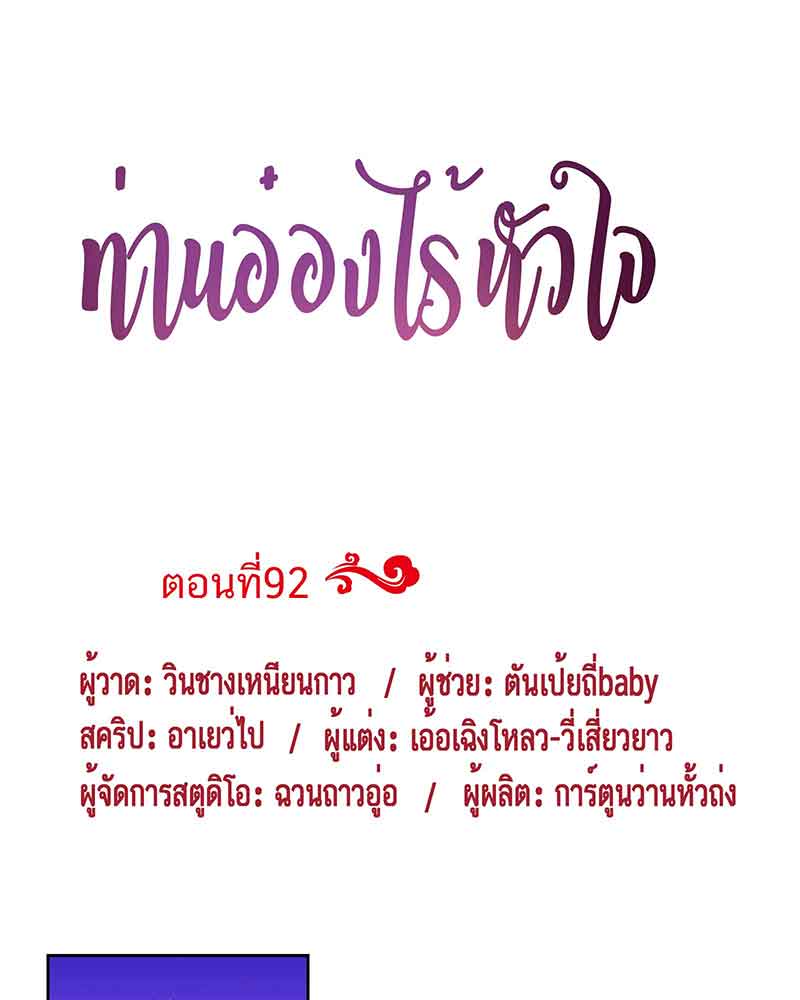 ท่านอ๋องไร้หัวใจ
ตอนที่92
ผู้วาด: วินชางเหนียนกาว / ผู้ช่วย: ตันเป้ยถี่baby
สคริป: อาเยว่ไป / ผู้แต่ง: เอ้อเฉิงโหลว-วี่เสี่ยวยาว
ผู้จัดการสตูดิโอ: ฉวนถาวอู่อ / ผู้ผลิต: การ์ตูนว่านหั้วถ่ง